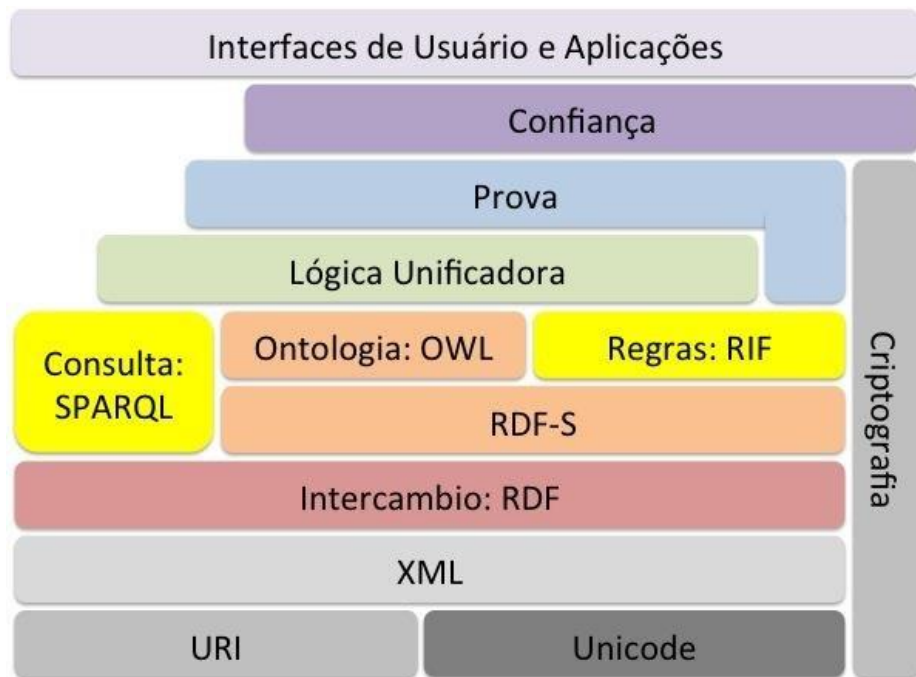 Interfaces de Usuário e Aplicações
Confiança
Prova
Lógica Unificadora
Consulta:
SPARQL
Ontologia: OWL
Regras: RIF
RDF-S
Intercambio: RDF
XML
URI
Unicode
Criptografia